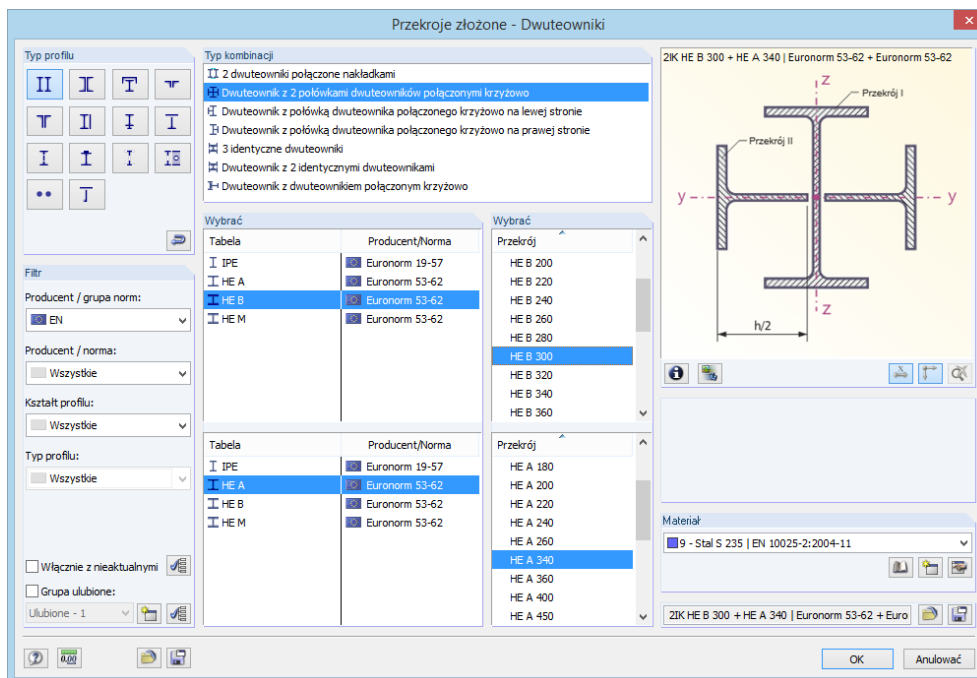 Przekroje złożone - Dwuteowniki
Typ profilu
Typ kombinacji
2 dwuteowniki połączone nakładkami
Dwuteownik z 2 połówkami dwuteowników połączonymi krzyżowo
Dwuteownik z połówką dwuteownika połączonego krzyżowo na lewej stronie
Dwuteownik z połówką dwuteownika połączonego krzyżowo na prawej stronie
3 identyczne dwuteowniki
Dwuteownik z 2 identycznymi dwuteownikami
Dwuteownik z dwuteownikiem połączonym krzyżowo
2IK HE B 300 + HE A 340 | Euronorm 53-62 + Euronorm 53-62
z
Przekrój I
Przekrój II
y
y
z
h/2
Filtr
Producent / grupa norm:
EN
Producent / norma:
Wszystkie
Kształt profilu:
Wszystkie
Typ profilu:
Wszystkie
Włącznie z nieaktualnymi
Grupa ulubione:
Ulubione - 1
Wybrać
Tabela Producent/Norma
IPE Euronorm 19-57
HE A Euronorm 53-62
HE B Euronorm 53-62
HE M Euronorm 53-62
Wybrać
Przekrój
HE B 200
HE B 220
HE B 240
HE B 260
HE B 280
HE B 300
HE B 320
HE B 340
HE B 360
Tabela Producent/Norma
IPE Euronorm 19-57
HE A Euronorm 53-62
HE B Euronorm 53-62
HE M Euronorm 53-62
Przekrój
HE A 180
HE A 200
HE A 220
HE A 240
HE A 260
HE A 340
HE A 360
HE A 400
HE A 450
Materiał
9 - Stal S 235 | EN 10025-2:2004-11
2IK HE B 300 + HE A 340 | Euronorm 53-62 + Euro
0,00
OK
Anulować